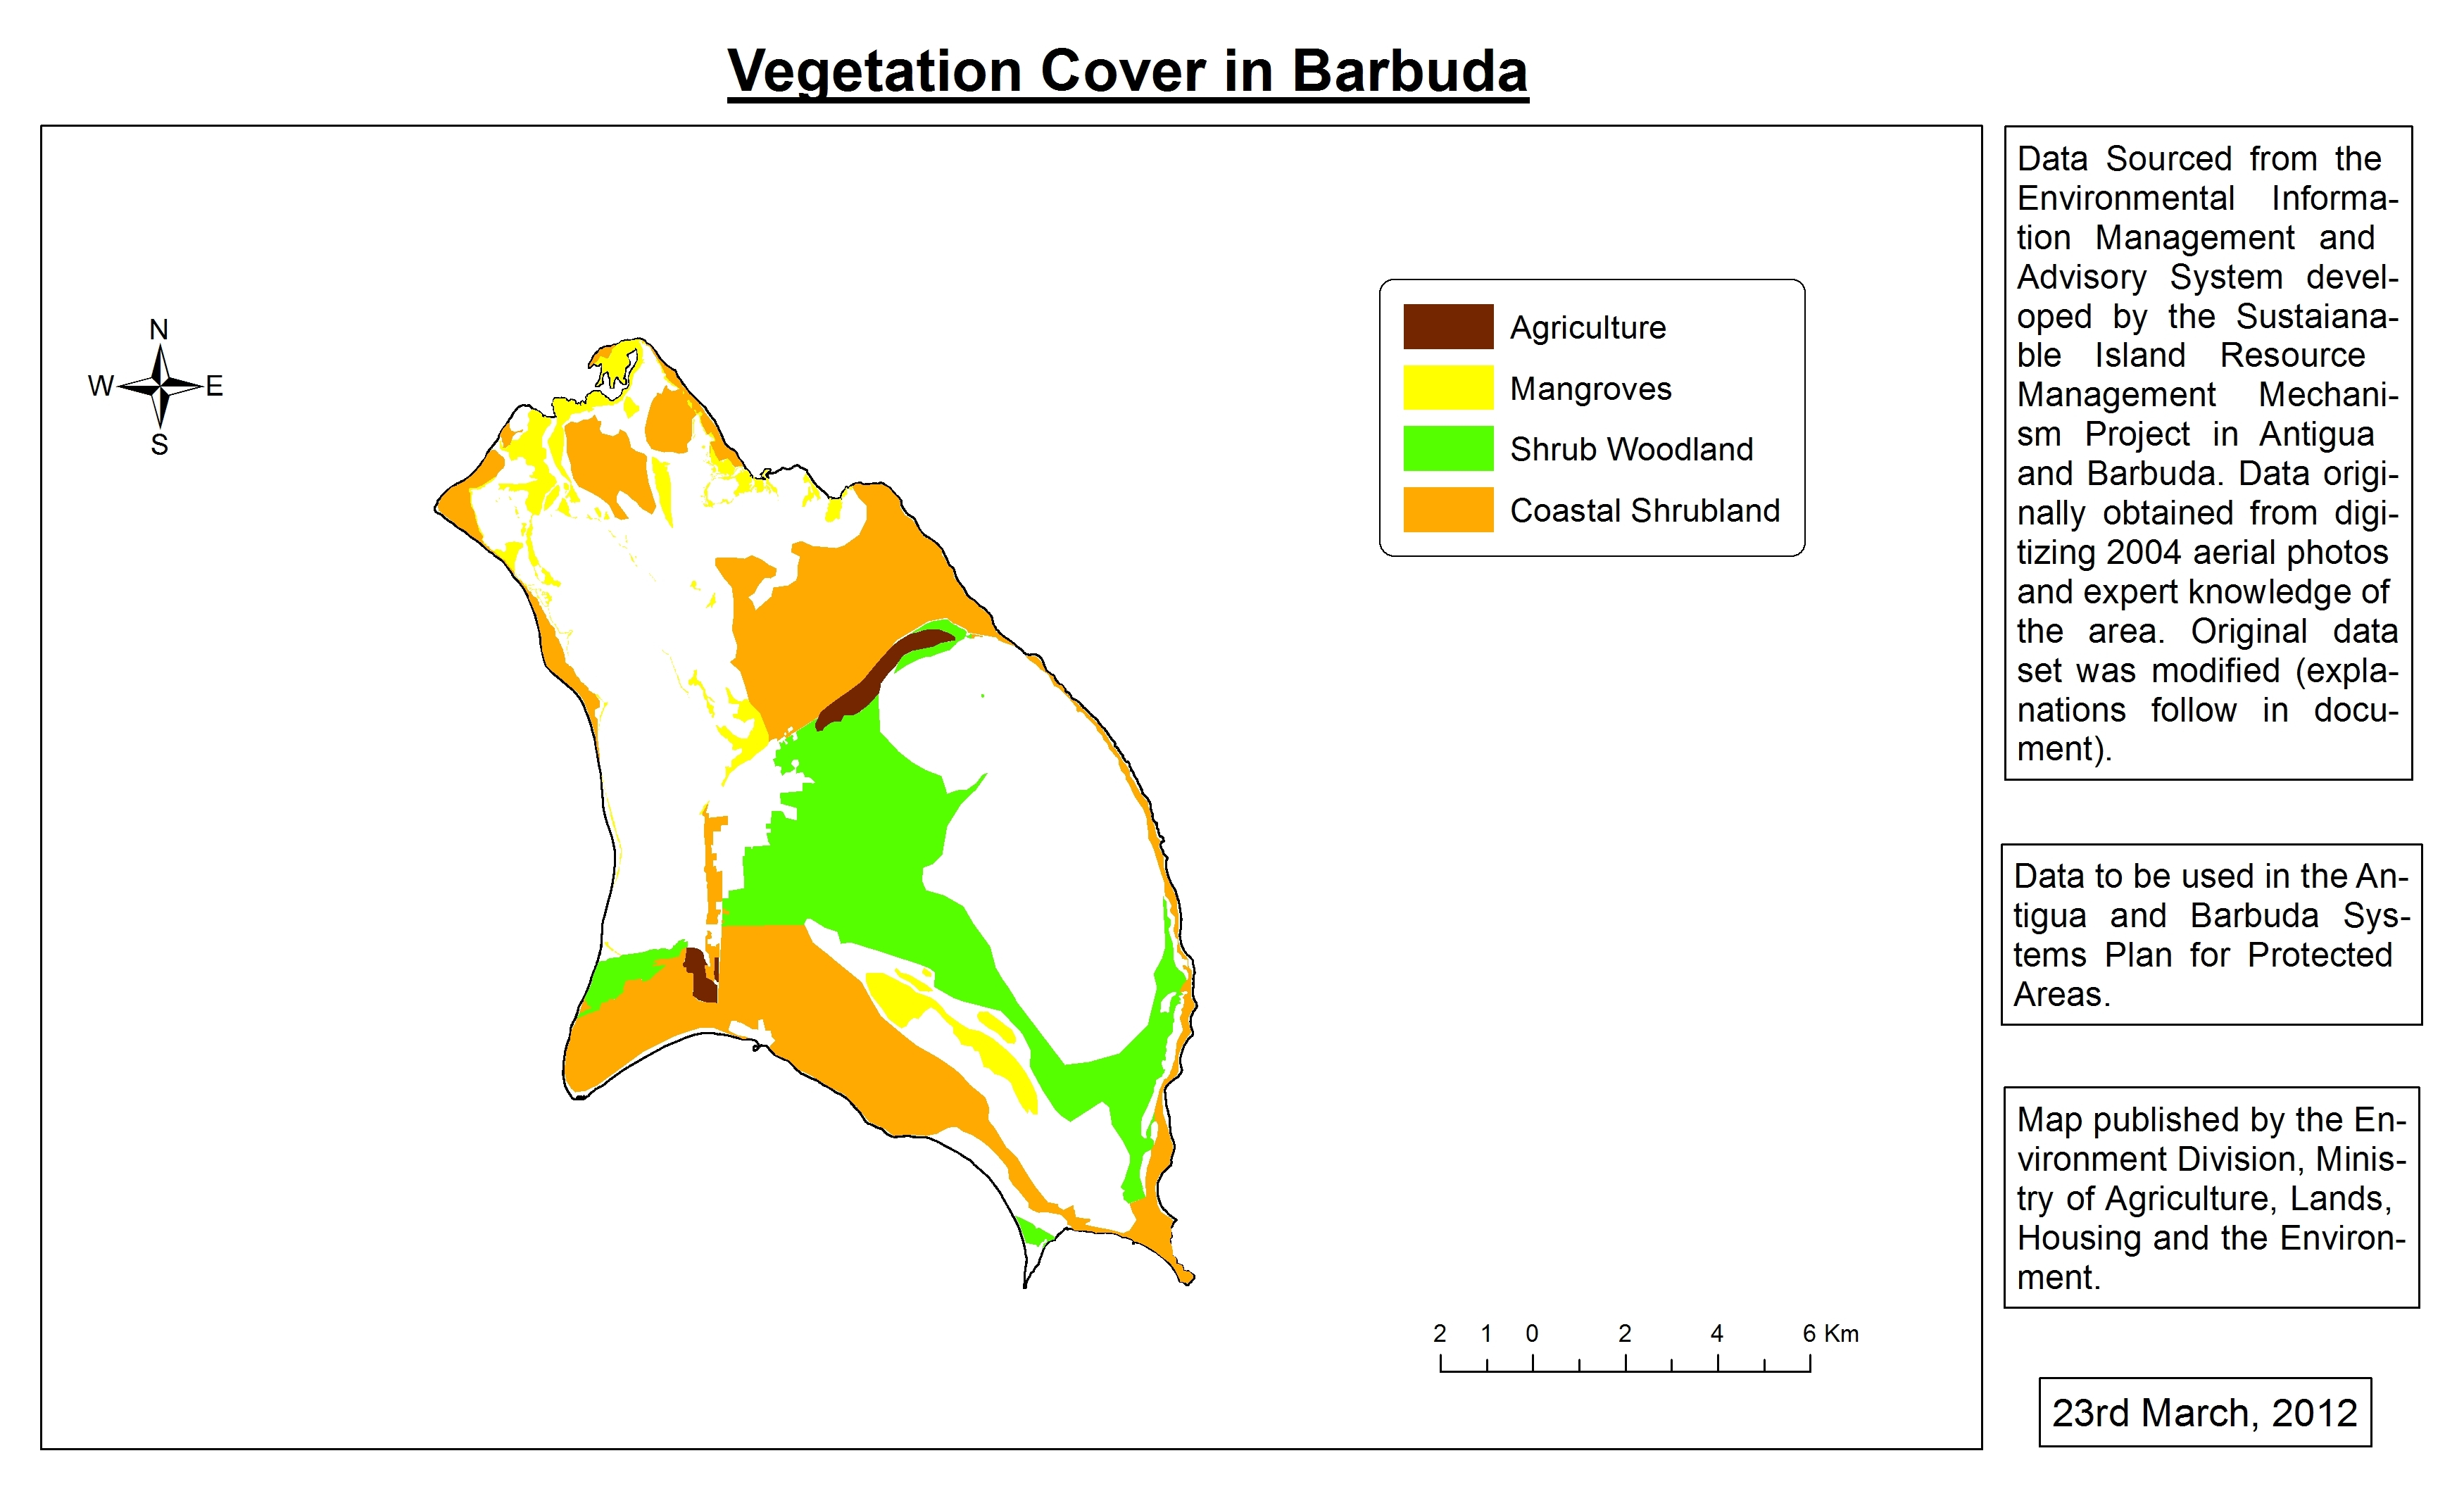 Vegetation Cover in Barbuda
N
W E
S
Agriculture
Mangroves
Shrub Woodland
Coastal Shrubland
2 1 0 2 4 6 Km
Data Sourced from the
Environmental Informa-
tion Management and
Advisory System devel-
oped by the Sustaiana-
ble Island Resource
Management Mechani-
sm Project in Antigua
and Barbuda. Data origi-
nally obtained from digi-
tizing 2004 aerial photos
and expert knowledge of
the area. Original data
set was modified (expla-
nations follow in docu-
ment).
Data to be used in the An-
tigua and Barbuda Sys-
tems Plan for Protected
Areas.
Map published by the En-
vironment Division, Minis-
try of Agriculture, Lands,
Housing and the Environ-
ment.
23rd March, 2012